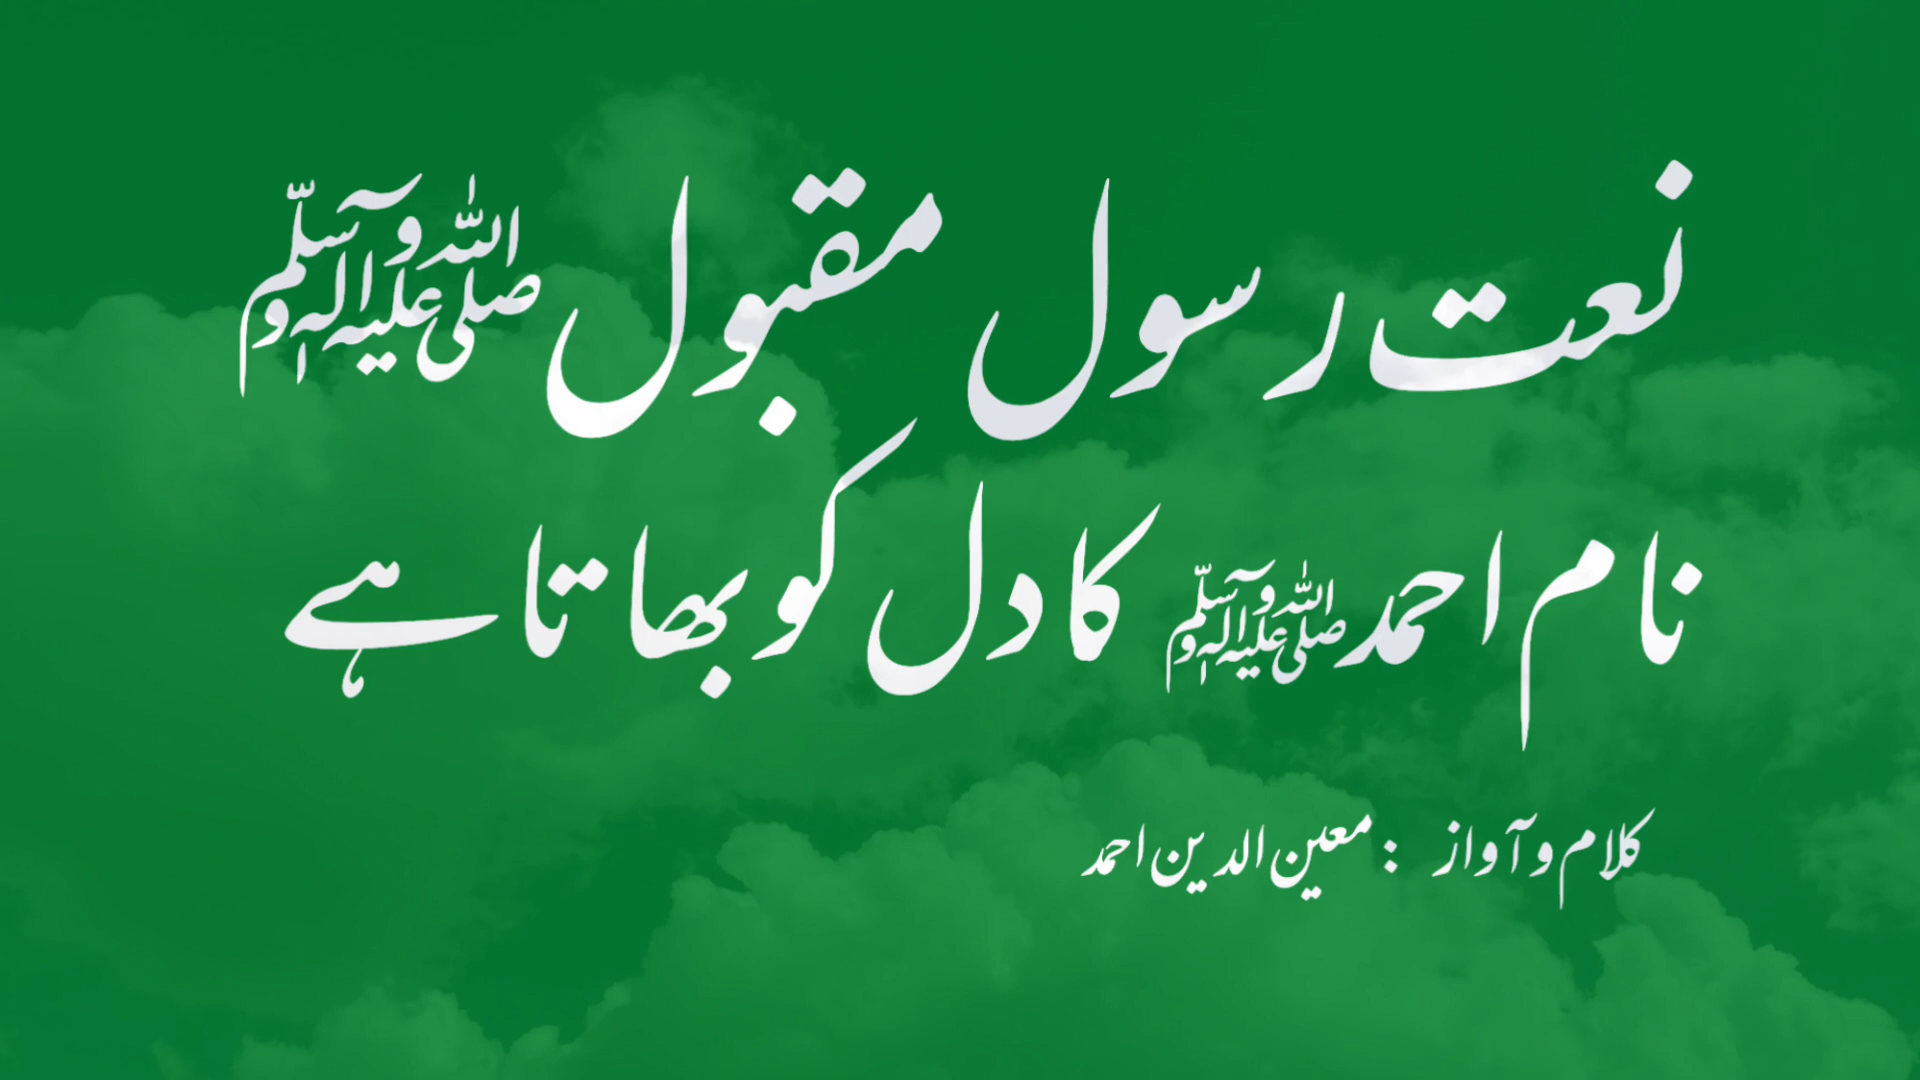 نعت رسول مقبول صلی اللہ علیہ وآلہ وسلم
نام احمد صلی اللہ علیہ وآلہ وسلم کا دل کو بھاتا ہے
کلام و آواز : معین الدین احمد